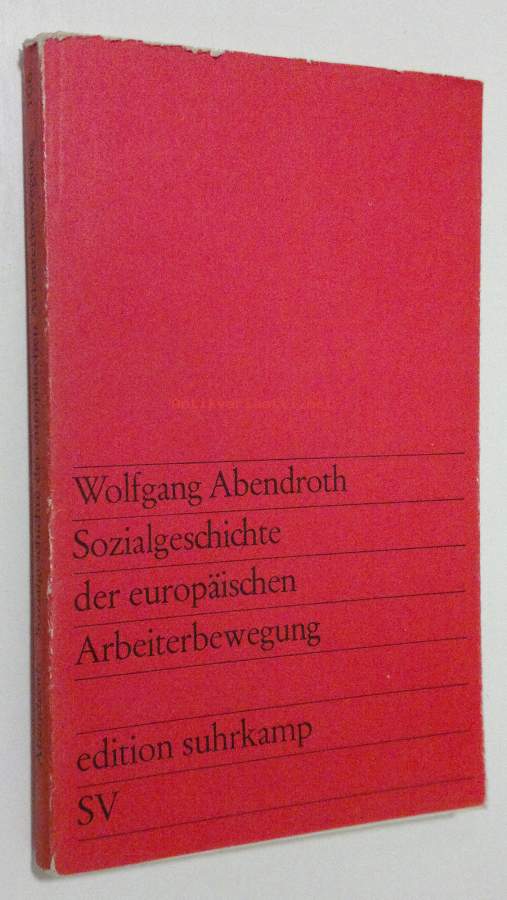 Wolfgang Abendroth
Sozialgeschichte
der europäischen
Arbeiterbewegung
edition suhrkamp
SV